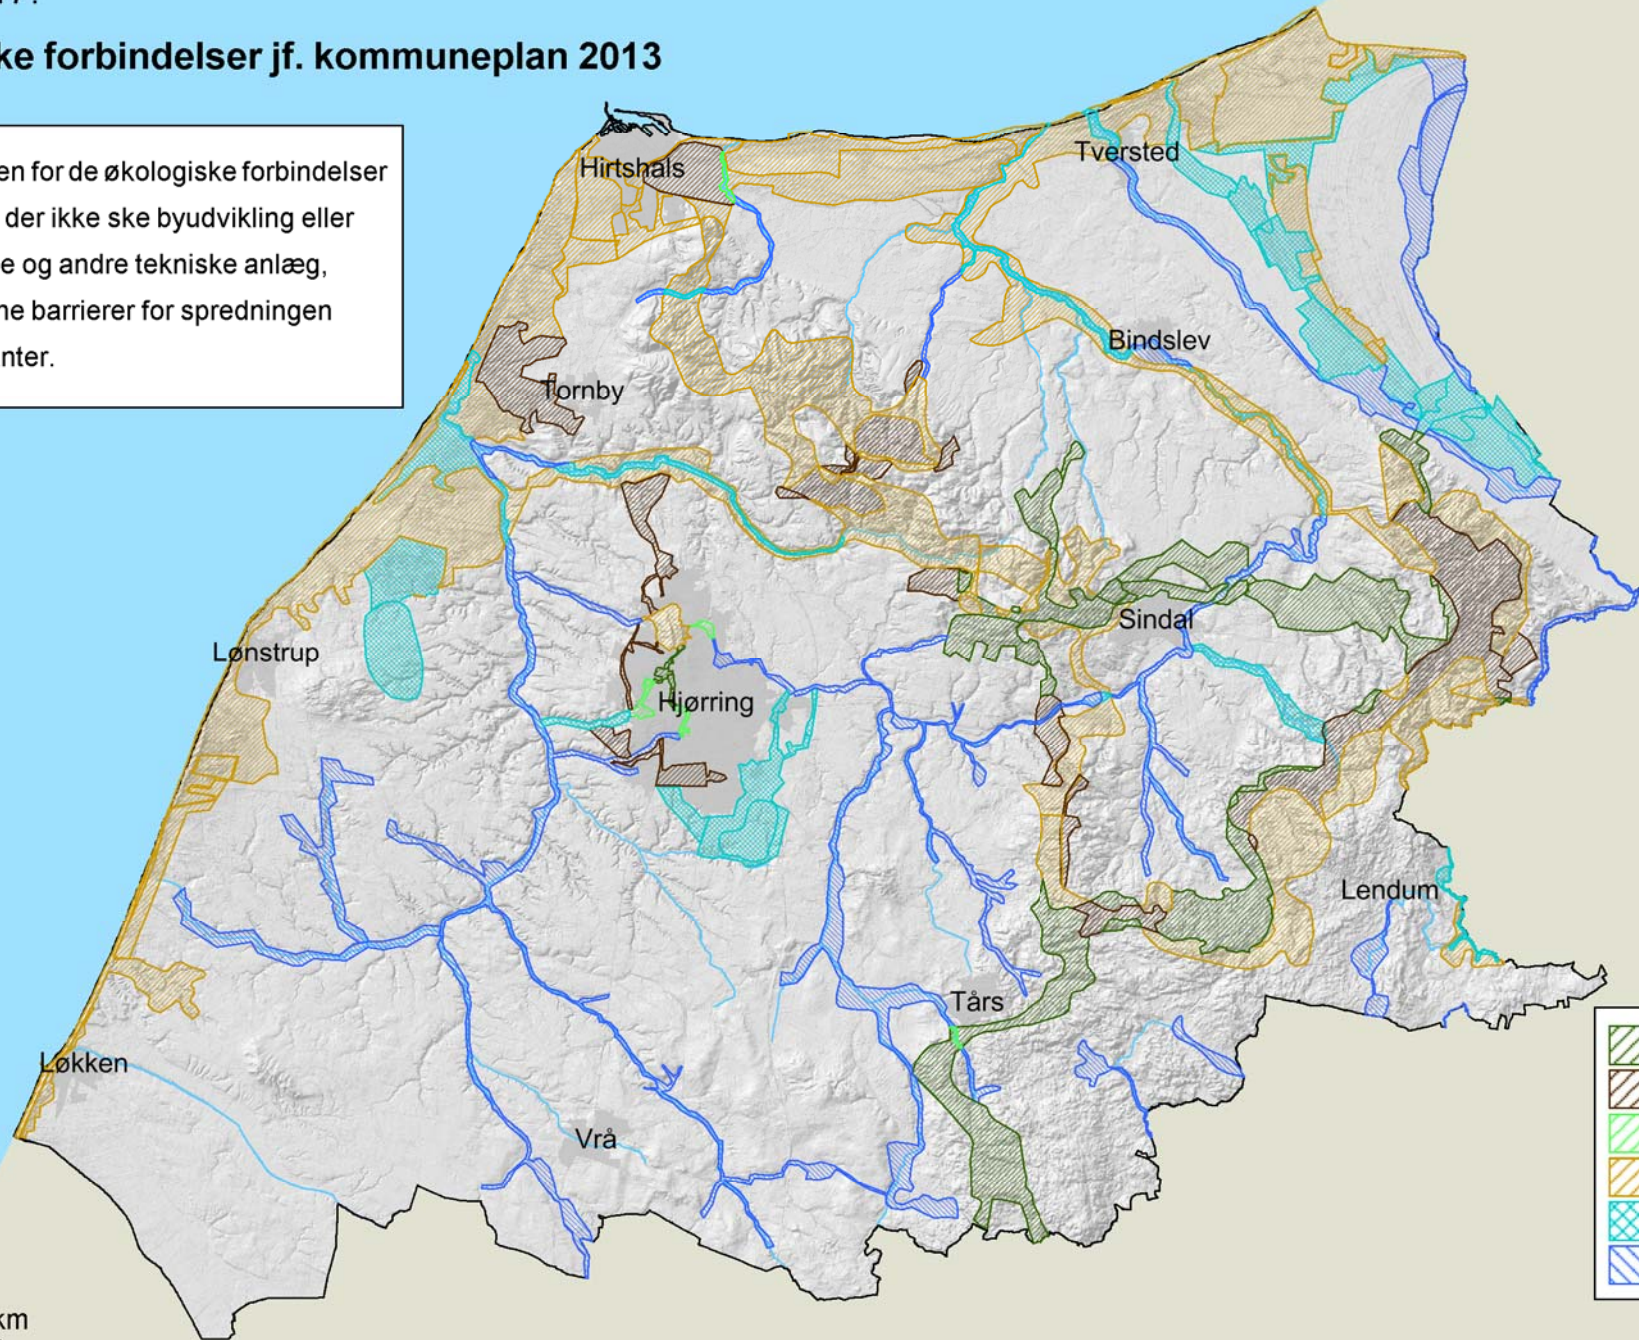 ke forbindelser jf. kommuneplan 2013
en for de økologiske forbindelser
der ikke ske byudvikling eller
e og andre tekniske anlæg,
ne barrierer for spredningen
nter.
Hirtshals
Tversted
Bindslev
Tornby
Sindal
Lønstrup
Hjørring
Lendum
Tårs
Løkken
Vrå
km